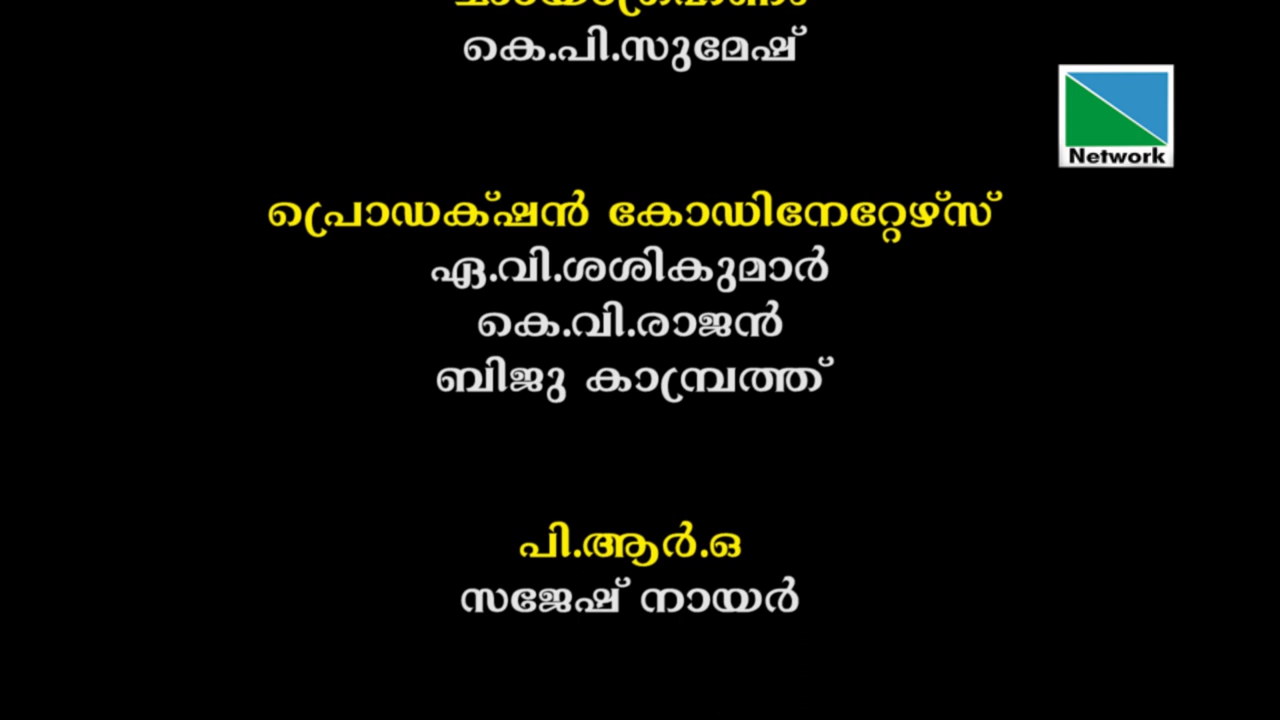 കെ.പി.സുമേഷ്
Network
പ്രൊഡക്ഷൻ കോഡിനേറ്റേഴ്സ്
ഏ.വി.ശശികുമാർ
കെ.വി.രാജൻ
ബിജു കാമ്പ്രത്ത്
പി.ആർ.ഒ
സജേഷ് നായർ